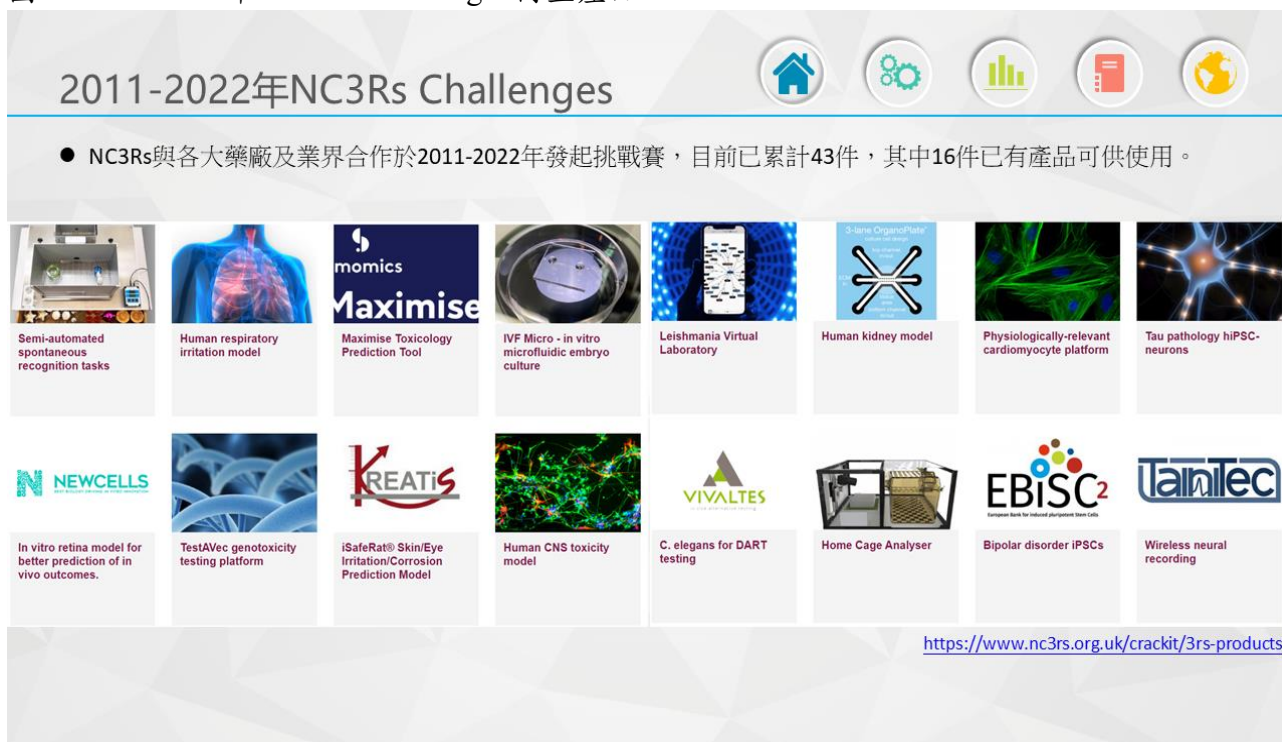 2011-2022年NC3Rs Challenges
● NC3Rs與各大藥廠及業界合作於2011-2022年發起挑戰賽，目前已累計43件，其中16件已有產品可供使用。
momics
Maximise
3-lane OrganoPlate®
Semi-automated
spontaneous
recognition tasks
Human respiratory
irritation model
Maximise Toxicology
Prediction Tool
IVF Micro - in vitro
microfluidic embryo
culture
Leishmania Virtual
Laboratory
Human kidney model
Physiologically-relevant
cardiomyocyte platform
Tau pathology hiPSC-
neurons
N NEWCELLS
KREATiS
VIVALTES
EBiSC2
European Bank for induced pluripotent Stem Cells
TainiTec
In vitro retina model for
better prediction of in
vivo outcomes.
TestAVec genotoxicity
testing platform
iSafeRat® Skin/Eye
Irritation/Corrosion
Prediction Model
Human CNS toxicity
model
C. elegans for DART
testing
Home Cage Analyser
Bipolar disorder iPSCs
Wireless neural
recording
https://www.nc3rs.org.uk/crackit/3rs-products